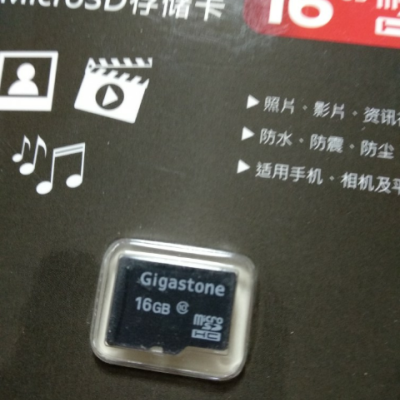 MicroSD存储卡
16
照片·影片·资讯
防水·防震·防尘
适用手机·相机及
Gigastone
16GB 10
micro
SD
HC